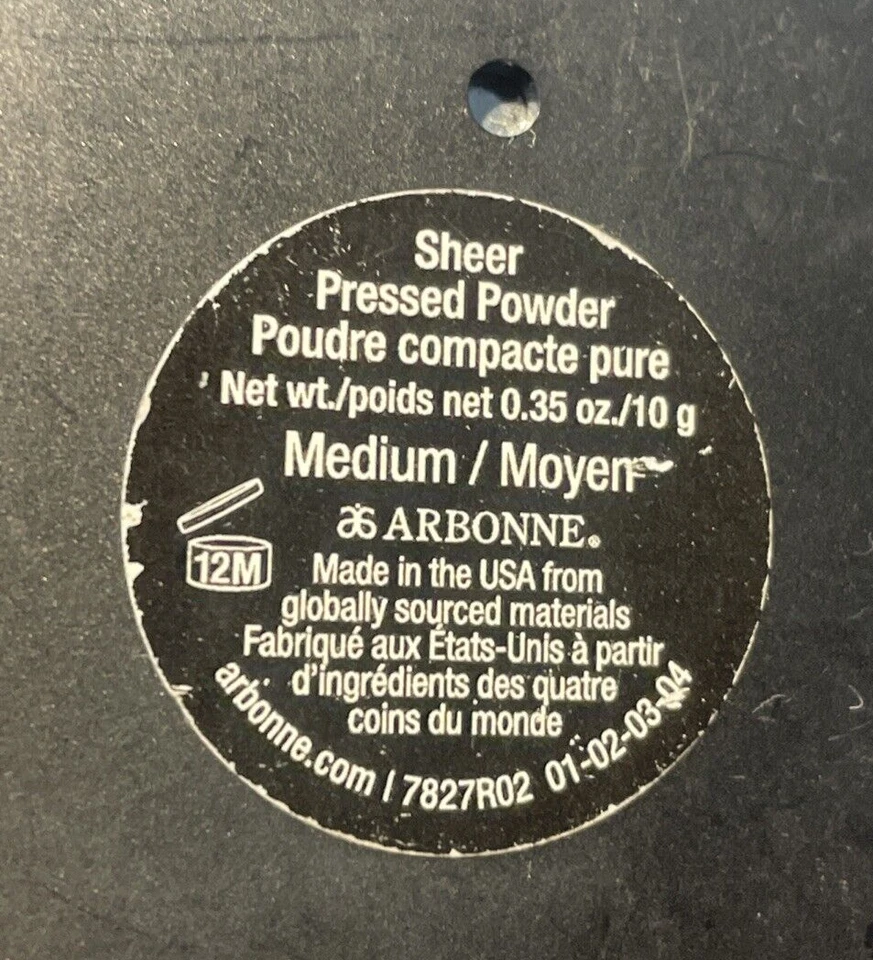 Sheer
Pressed Powder
Poudre compacte pure
Net wt./poids net 0.35 oz./10 g
Medium / Moyen
ARBONNE®
12M
Made in the USA from
globally sourced materials
Fabriqué aux États-Unis à partir
d'ingrédients des quatre
coins du monde
arbonne.com | 7827R02 01-02-03-04